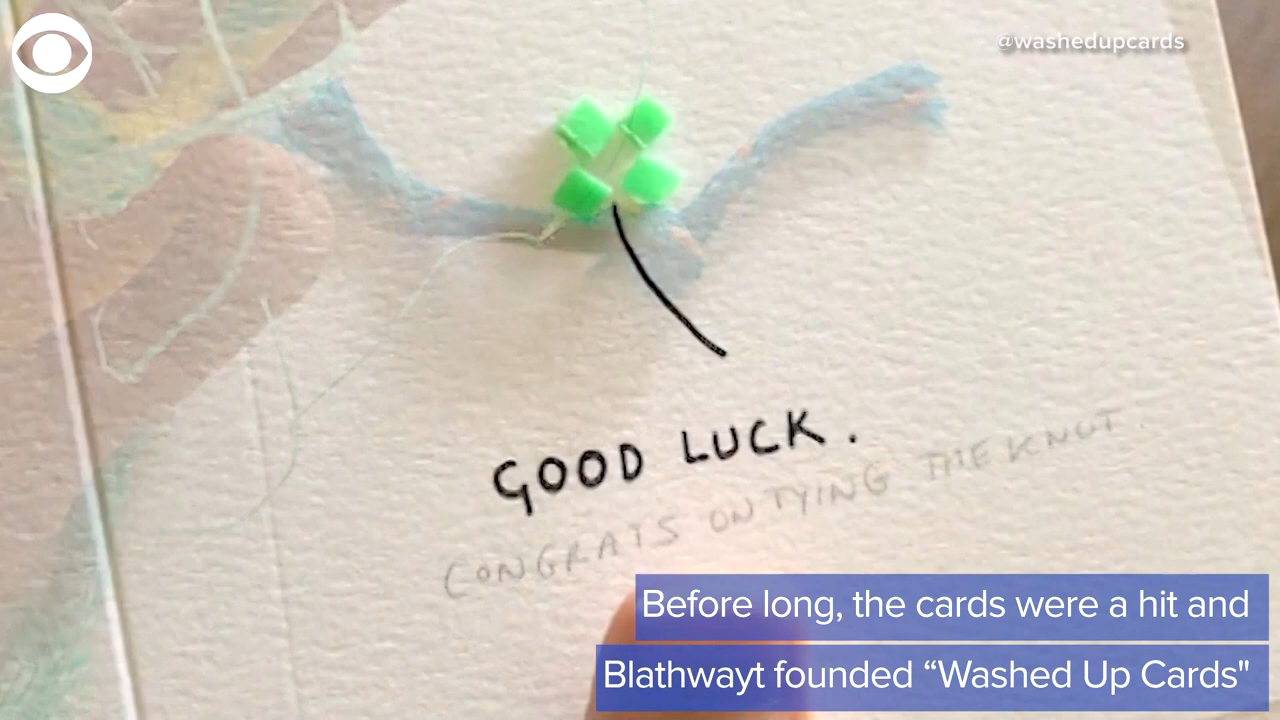 @washedupcards
GOOD LUCK.
CONGRATS ON TYING THE KNOT.
Before long, the cards were a hit and
Blathwayt founded “Washed Up Cards"